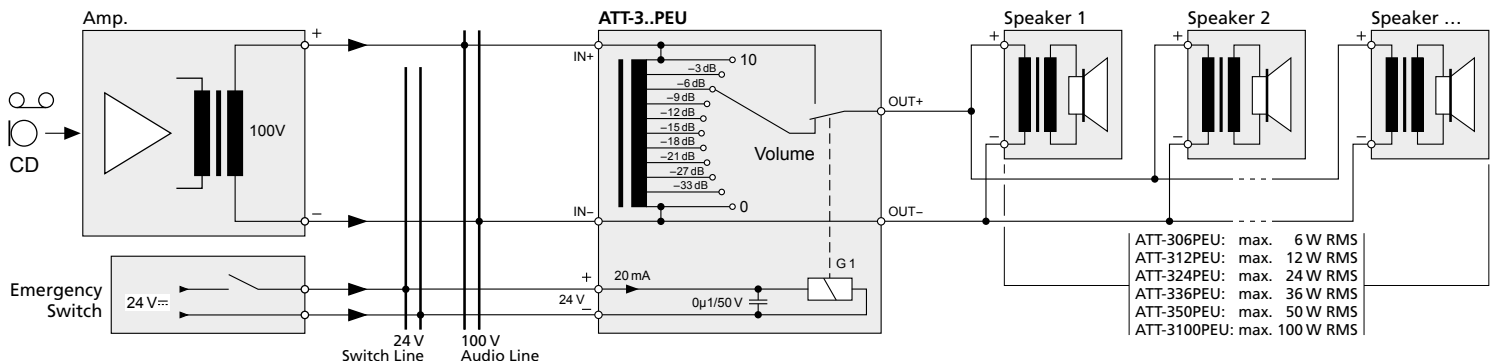 Amp.
ATT-3..PEU
Speaker 1
Speaker 2
Speaker ...
+
IN+
10
–3 dB
–6 dB
–9 dB
–12 dB
–15 dB
–18 dB
–21 dB
–27 dB
–33 dB
0
Volume
OUT+
+
–
+
–
+
–
CD
100V
–
IN–
OUT–
Emergency
Switch
24 V⎓
+
20 mA
24 V
–
0µ1/50 V
G 1
24 V
Switch Line
100 V
Audio Line
ATT-306PEU: max. 6 W RMS
ATT-312PEU: max. 12 W RMS
ATT-324PEU: max. 24 W RMS
ATT-336PEU: max. 36 W RMS
ATT-350PEU: max. 50 W RMS
ATT-3100PEU: max. 100 W RMS